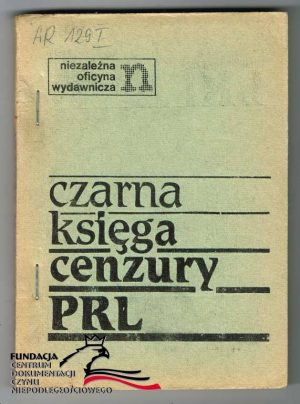 AR 129 I
niezależna
oficyna
wydawnicza
n
czarna
księga
cenzury
PRL
FUNDACJA
CENTRUM
DOKUMENTACJI
CZYNU
NIEPODLEGŁOŚCIOWEGO